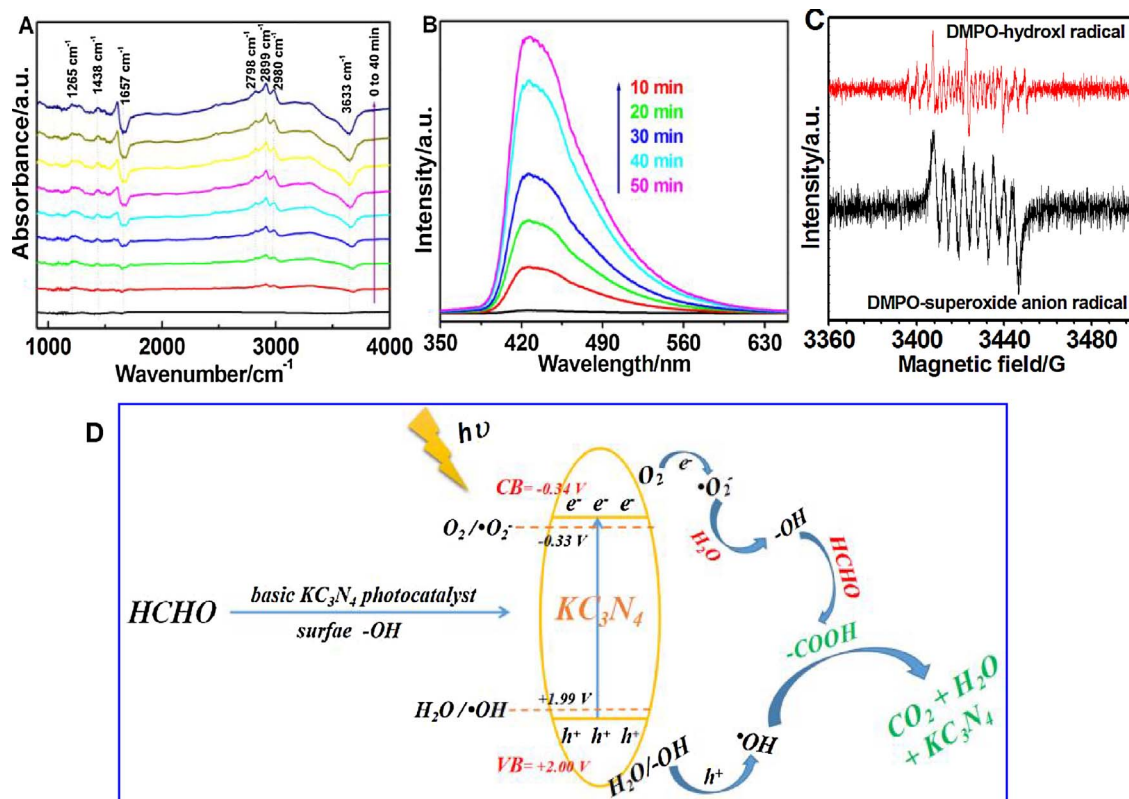 A
1265 cm-1
1438 cm-1
1657 cm-1
2798 cm-1
2899 cm-1
2980 cm-1
3633 cm-1
0 to 40 min
Absorbance/a.u.
1000 2000 3000 4000
Wavenumber/cm-1
B
10 min
20 min
30 min
40 min
50 min
Intensity/a.u.
350 420 490 560 630
Wavelength/nm
C
DMPO-hydroxl radical
Intensity/a.u.
DMPO-superoxide anion radical
3360 3400 3440 3480
Magnetic field/G
D
hυ
CB= -0.34 V
e- e- e-
O2 /•O2-
-0.33 V
HCHO
basic KC3N4 photocatalyst
surfae -OH
KC3N4
+1.99 V
H2O /•OH
h+ h+ h+
VB= +2.00 V
O2
e-
•O2-
H2O
-OH
HCHO
-COOH
H2O/-OH
h+
•OH
CO2 + H2O
+ KC3N4